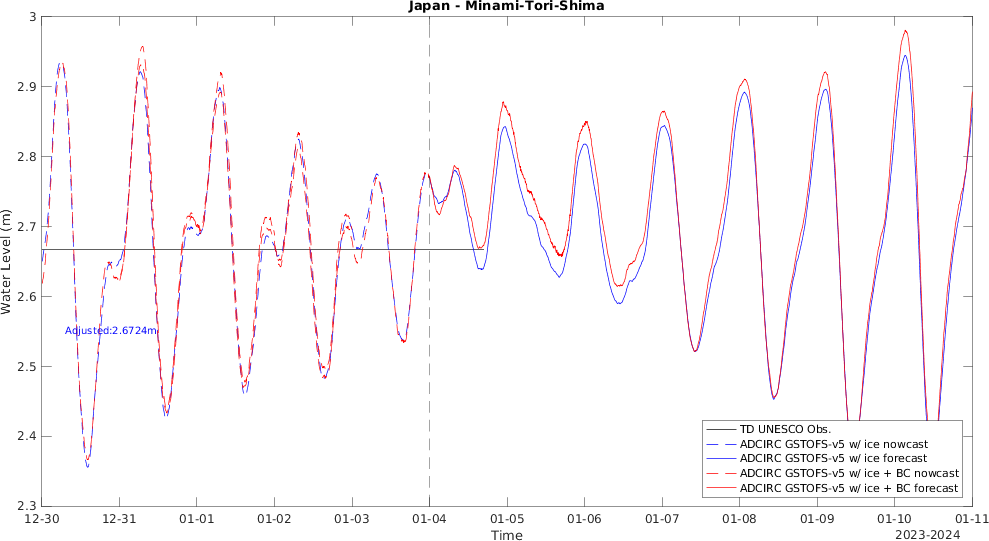 Japan - Minami-Tori-Shima
3
2.9
2.8
2.7
2.6
2.5
2.4
2.3
Water Level (m)
Adjusted:2.6724m
TD UNESCO Obs.
ADCIRC GSTOFS-v5 w/ ice nowcast
ADCIRC GSTOFS-v5 w/ ice forecast
ADCIRC GSTOFS-v5 w/ ice + BC nowcast
ADCIRC GSTOFS-v5 w/ ice + BC forecast
12-30 12-31 01-01 01-02 01-03 01-04 01-05 01-06 01-07 01-08 01-09 01-10 01-11
Time
2023-2024